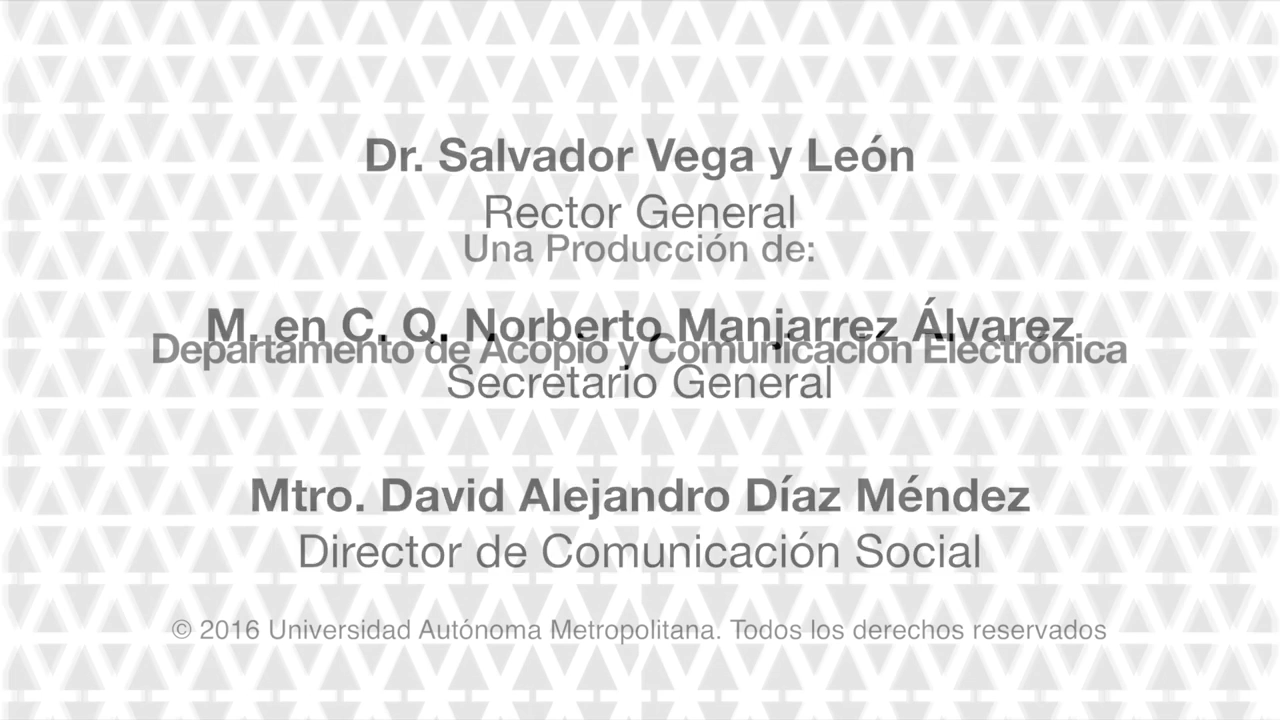 Dr. Salvador Vega y León
Rector General
Una Producción de:
M. en C. Q. Norberto Manjarrez Álvarez
Departamento de Acopio y Comunicación Electrónica
Secretario General
Mtro. David Alejandro Díaz Méndez
Director de Comunicación Social
© 2016 Universidad Autónoma Metropolitana. Todos los derechos reservados